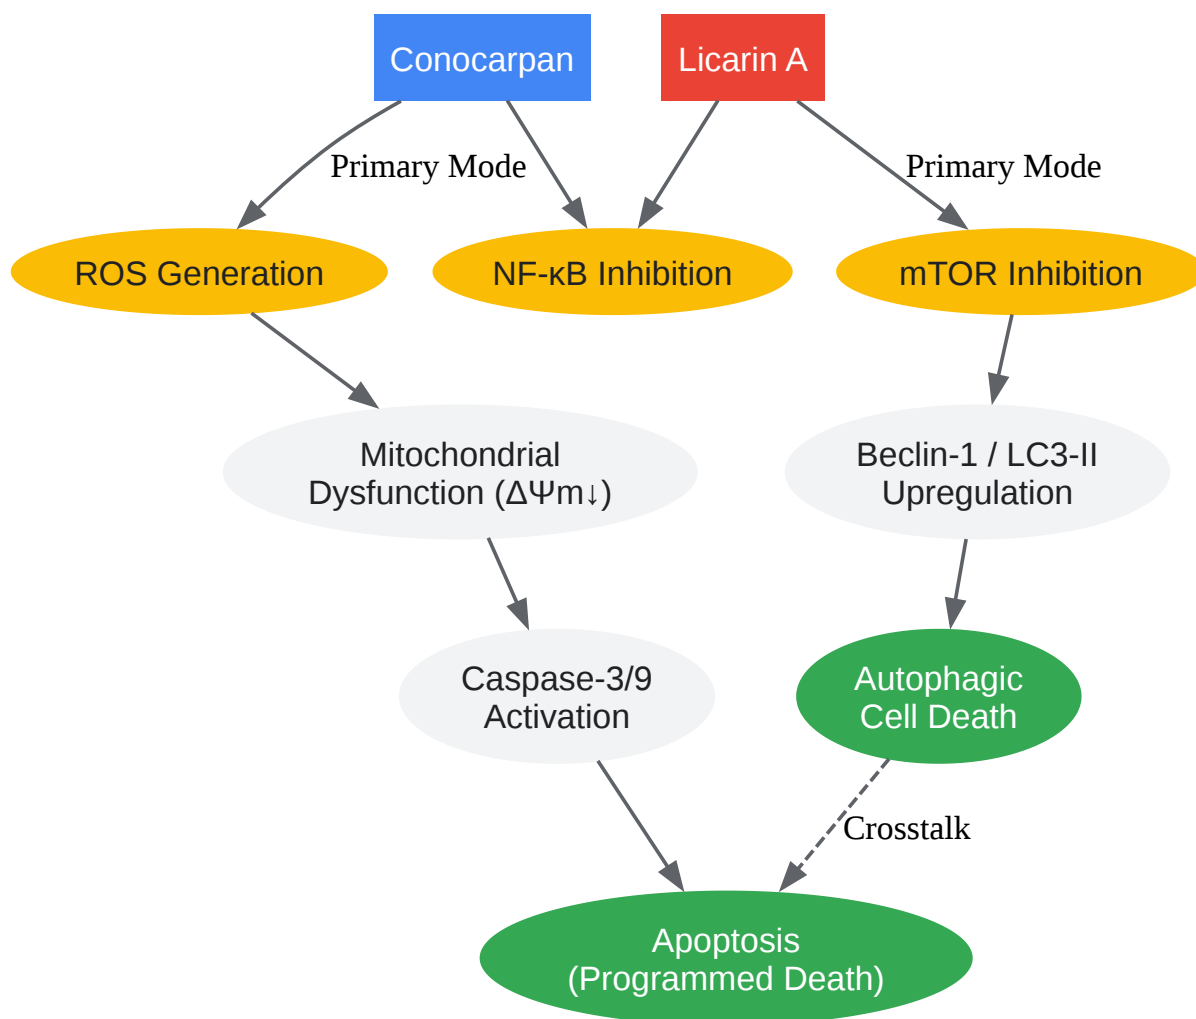 Conocarpan
Licarin A
Primary Mode
Primary Mode
ROS Generation
NF-κB Inhibition
mTOR Inhibition
Mitochondrial
Dysfunction (ΔΨm↓)
Beclin-1 / LC3-II
Upregulation
Caspase-3/9
Activation
Autophagic
Cell Death
Crosstalk
Apoptosis
(Programmed Death)